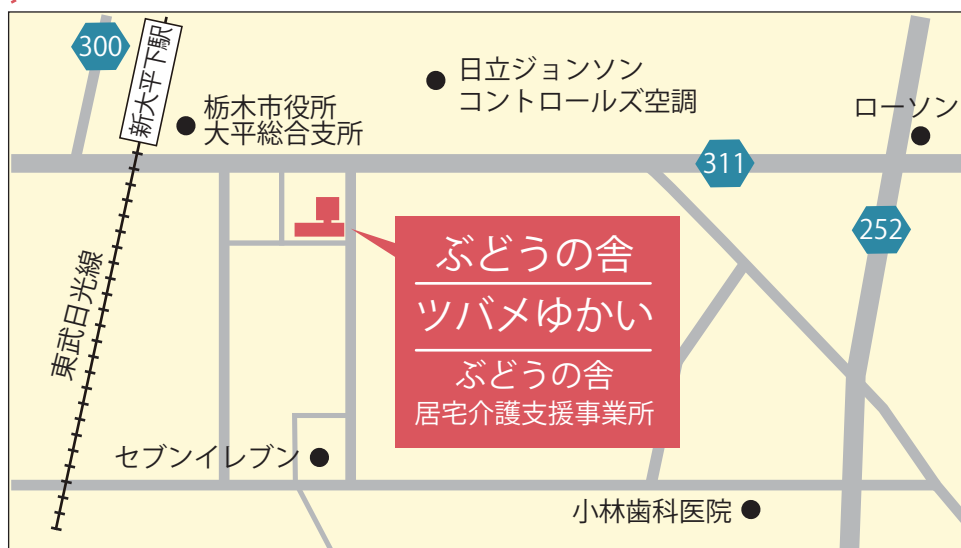 300
新大平下駅
栃木市役所
大平総合支所
日立ジョンソン
コントロールズ空調
ローソン
311
252
東武日光線
ぶどうの舎
ツバメゆかい
ぶどうの舎
居宅介護支援事業所
セブンイレブン
小林歯科医院